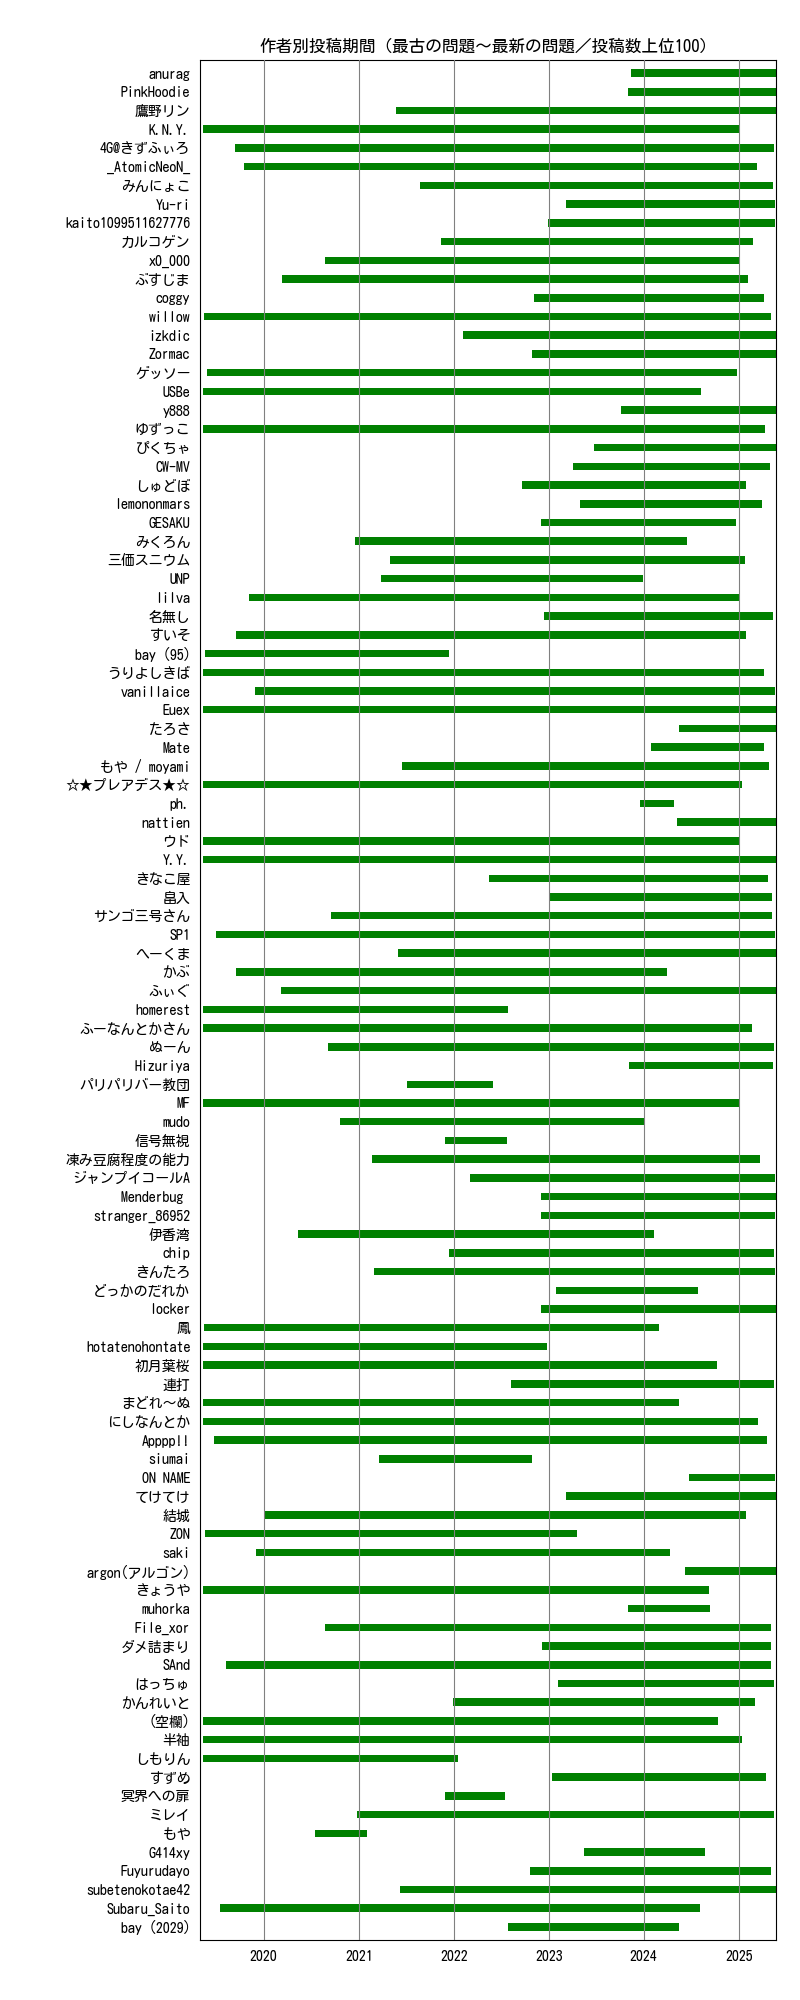 作者別投稿期間（最古の問題～最新の問題／投稿数上位100）
anurag
PinkHoodie
鷹野リン
K.N.Y.
4G@きずふぃろ
_AtomicNeoN_
みんにょこ
Yu-ri
kaito1099511627776
カルコゲン
x0_000
ぶすじま
coggy
willow
izkdic
Zormac
ゲッソー
USBe
y888
ゆずっこ
ぴくちゃ
CW-MV
しゅどぼ
lemononmars
GESAKU
みくろん
三価スニウム
UNP
lilva
名無し
すいそ
bay (95)
うりよしきば
vanillaice
Euex
たろさ
Mate
もや / moyami
☆★プレアデス★☆
ph.
nattien
ウド
Y.Y.
きなこ屋
畠入
サンゴ三号さん
SP1
へーくま
かぶ
ふぃぐ
homerest
ふーなんとかさん
ぬーん
Hizuriya
パリパリバー教団
MF
mudo
信号無視
凍み豆腐程度の能力
ジャンプイコールA
Menderbug
stranger_86952
伊香湾
chip
きんたろ
どっかのだれか
locker
鳳
hotatenohontate
初月葉桜
連打
まどれ～ぬ
にしなんとか
Appppl!
siumai
ON NAME
てけてけ
結城
ZON
saki
argon(アルゴン)
きょうや
muhorka
File_xor
ダメ詰まり
SAnd
はっちゅ
かんれいと
(空欄)
半袖
しもりん
すずめ
冥界への扉
ミレイ
もや
G414xy
Fuyurudayo
subetenokotae42
Subaru_Saito
bay (2029)
2020 2021 2022 2023 2024 2025